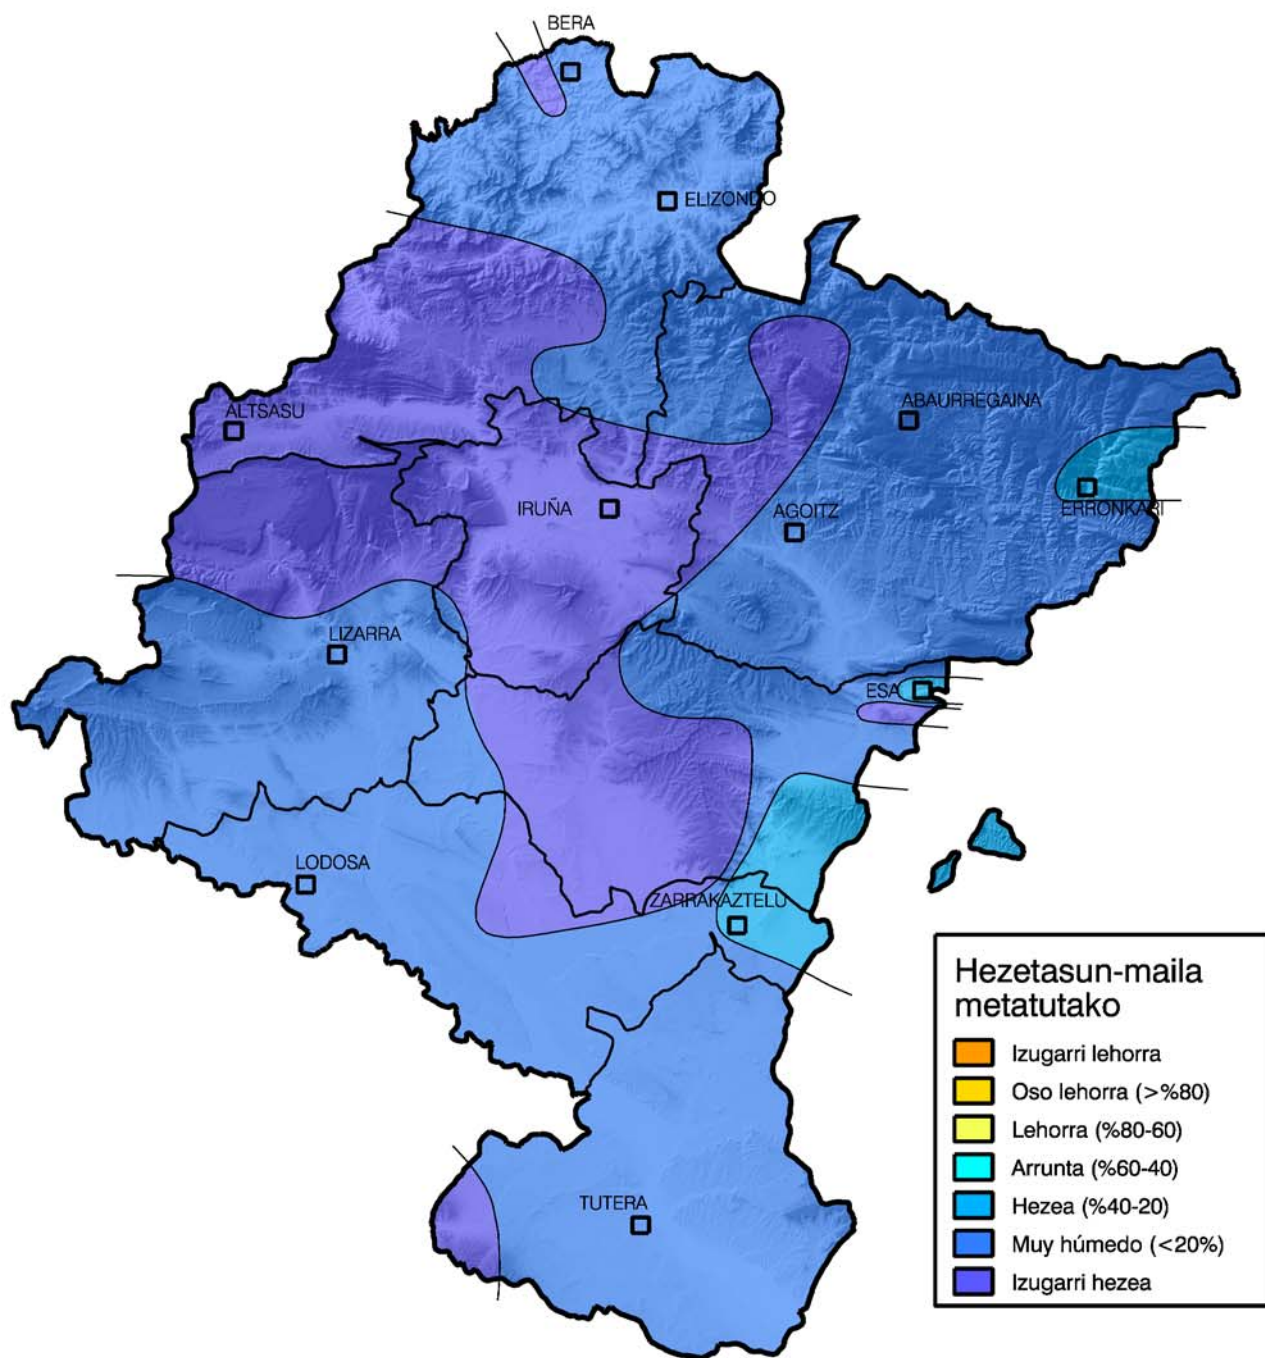 BERA
ELIZONDO
ALTSASU
ABAURREGAINA
IRUÑA
AGOITZ
ERRONKARI
LIZARRA
ESA
LODOSA
ZARRAKAZTELU
TUTERA
Hezetasun-maila
metatutako
Izugarri lehorra
Oso lehorra (>%80)
Lehorra (%80-60)
Arrunta (%60-40)
Hezea (%40-20)
Muy húmedo (<20%)
Izugarri hezea